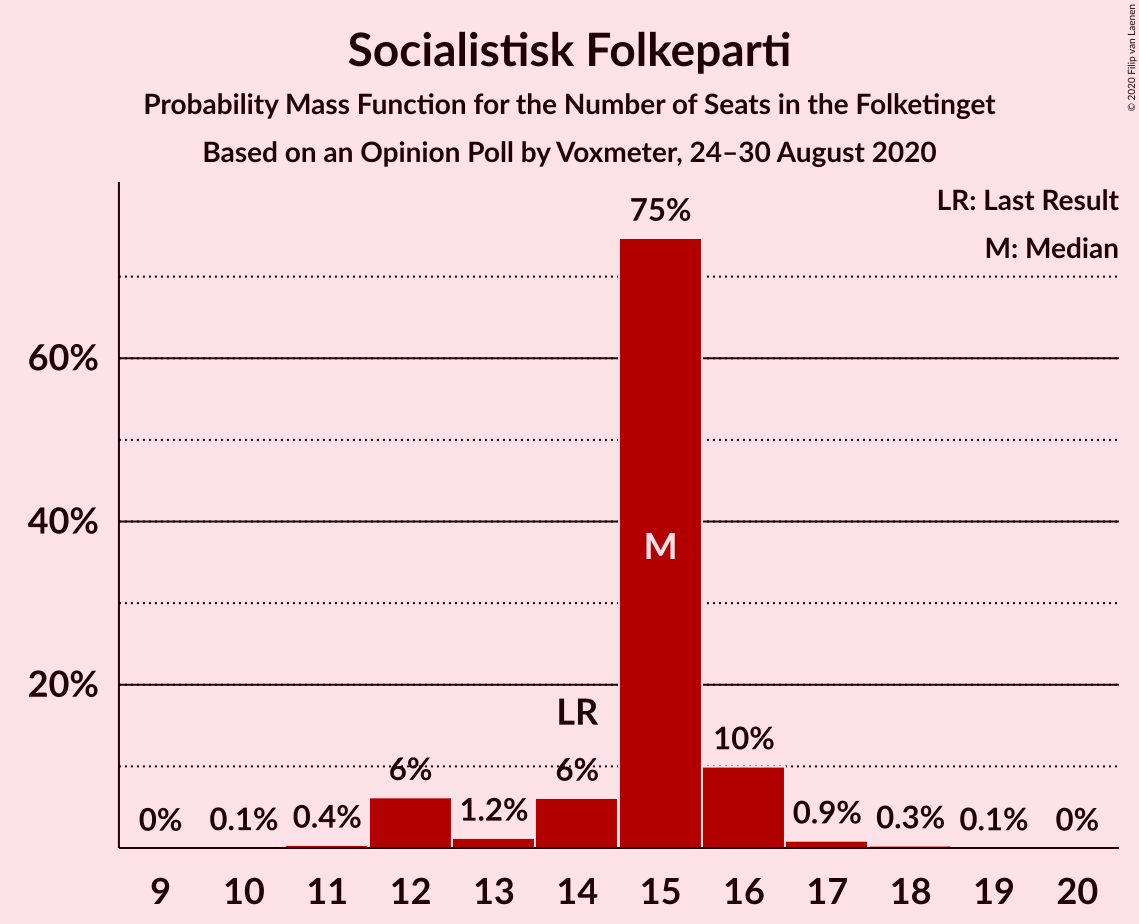 © 2020 Filip van Laenen
Socialistisk Folkeparti
Probability Mass Function for the Number of Seats in the Folketinget
Based on an Opinion Poll by Voxmeter, 24–30 August 2020
LR: Last Result
M: Median
75%
60%
40%
M
20%
LR
10%
6%
6%
0%
0.1%
0.4%
1.2%
0.9%
0.3%
0.1%
0%
9 10 11 12 13 14 15 16 17 18 19 20